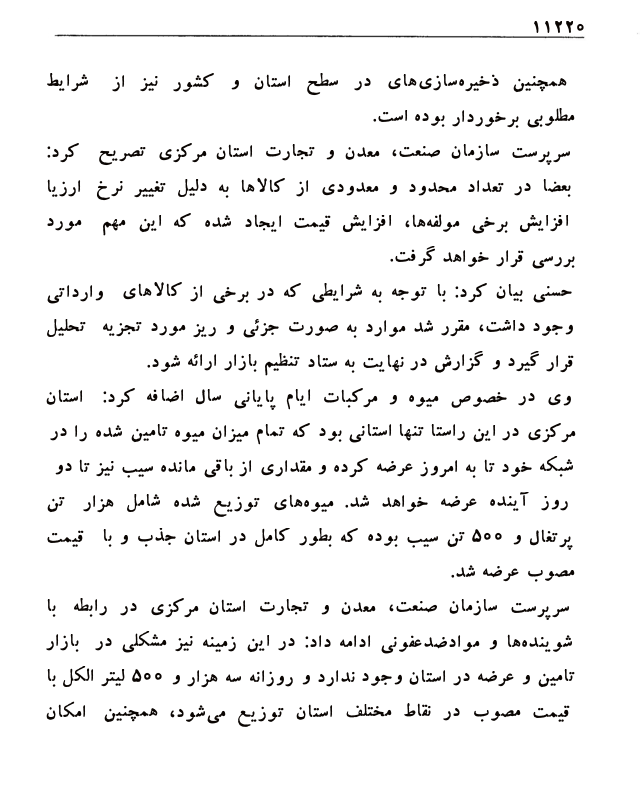 ۱۱۲۲۰
همچنین ذخیره‌سازی‌های در سطح استان و کشور نیز از شرایط
مطلوبی برخوردار بوده است.
سرپرست سازمان صنعت، معدن و تجارت استان مرکزی تصریح کرد:
بعضا در تعداد محدود و معدودی از کالاها به دلیل تغییر نرخ ارزیا
افزایش برخی مولفه‌ها، افزایش قیمت ایجاد شده که این مهم مورد
بررسی قرار خواهد گرفت.
حسنی بیان کرد: با توجه به شرایطی که در برخی از کالاهای وارداتی
وجود داشت، مقرر شد موارد به صورت جزئی و ریز مورد تجزیه تحلیل
قرار گیرد و گزارش در نهایت به ستاد تنظیم بازار ارائه شود.
وی در خصوص میوه و مرکبات ایام پایانی سال اضافه کرد: استان
مرکزی در این راستا تنها استانی بود که تمام میزان میوه تامین شده را در
شبکه خود تا به امروز عرضه کرده و مقداری از باقی مانده سیب نیز تا دو
روز آینده عرضه خواهد شد. میوه‌های توزیع شده شامل هزار تن
پرتغال و ۵۰۰ تن سیب بوده که بطور کامل در استان جذب و با قیمت
مصوب عرضه شد.
سرپرست سازمان صنعت، معدن و تجارت استان مرکزی در رابطه با
شوینده‌ها و موادضدعفونی ادامه داد: در این زمینه نیز مشکلی در بازار
تامین و عرضه در استان وجود ندارد و روزانه سه هزار و ۵۰۰ لیتر الکل با
قیمت مصوب در نقاط مختلف استان توزیع می‌شود، همچنین امکان